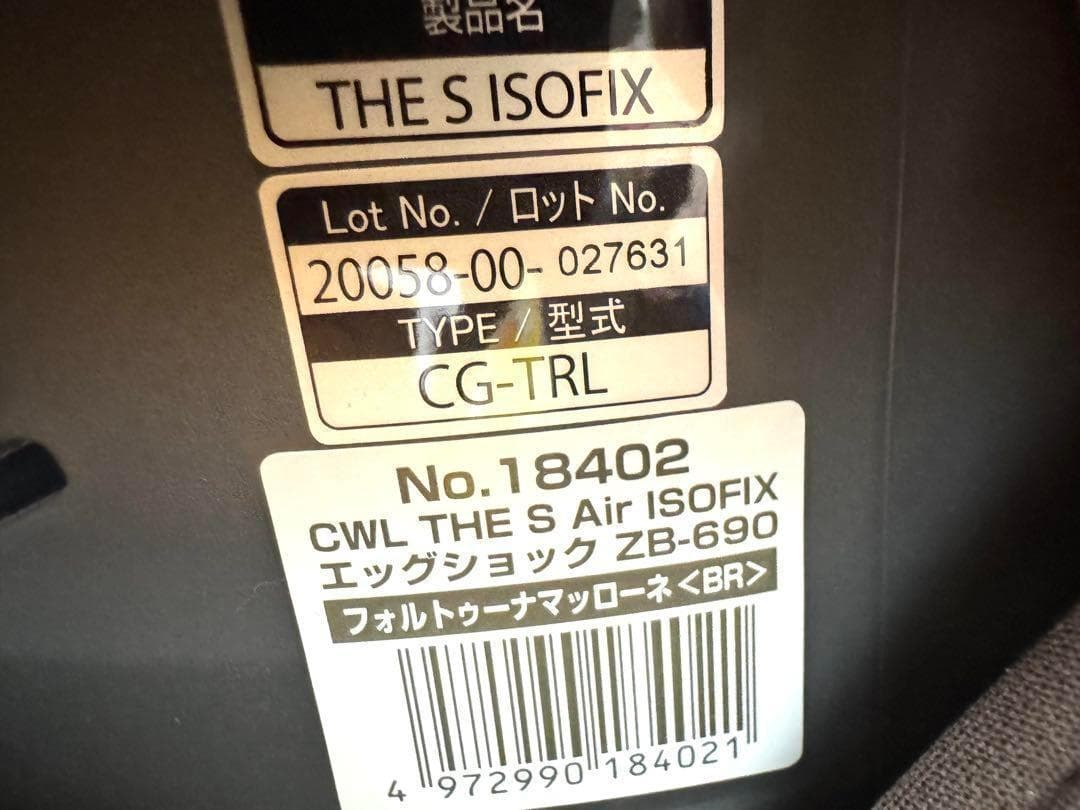 製品名
THE S ISOFIX
Lot No. / ロット No.
20058-00- 027631
TYPE / 型式
CG-TRL
No.18402
CWL THE S Air ISOFIX
エッグショック ZB-690
フォルトゥーナマッローネ<BR>
4 972990 184021